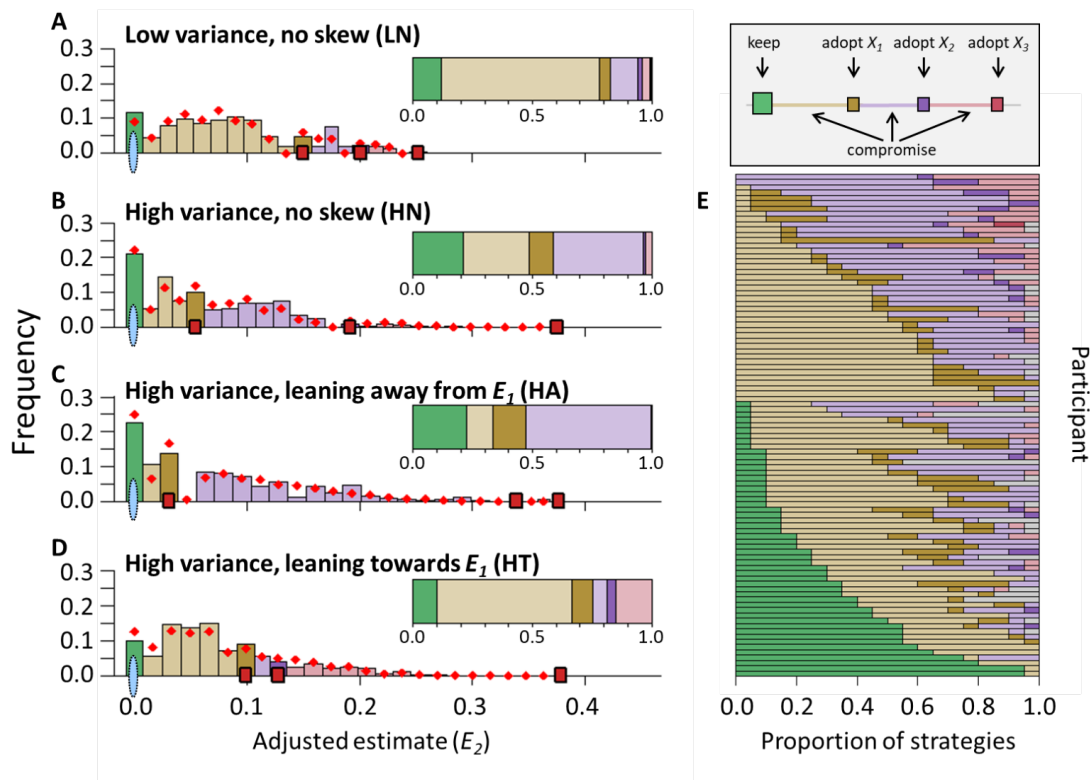 A
Low variance, no skew (LN)
0.3
0.2
0.1
0.0
0.0 0.5 1.0
B
High variance, no skew (HN)
0.3
0.2
0.1
0.0
0.0 0.5 1.0
C
High variance, leaning away from E₁ (HA)
0.3
0.2
0.1
0.0
0.0 0.5 1.0
D
High variance, leaning towards E₁ (HT)
0.3
0.2
0.1
0.0
0.0 0.5 1.0
0.0 0.1 0.2 0.3 0.4
Adjusted estimate (E₂)
Frequency
keep adopt X₁ adopt X₂ adopt X₃
compromise
E
0.0 0.2 0.4 0.6 0.8 1.0
Proportion of strategies
Participant